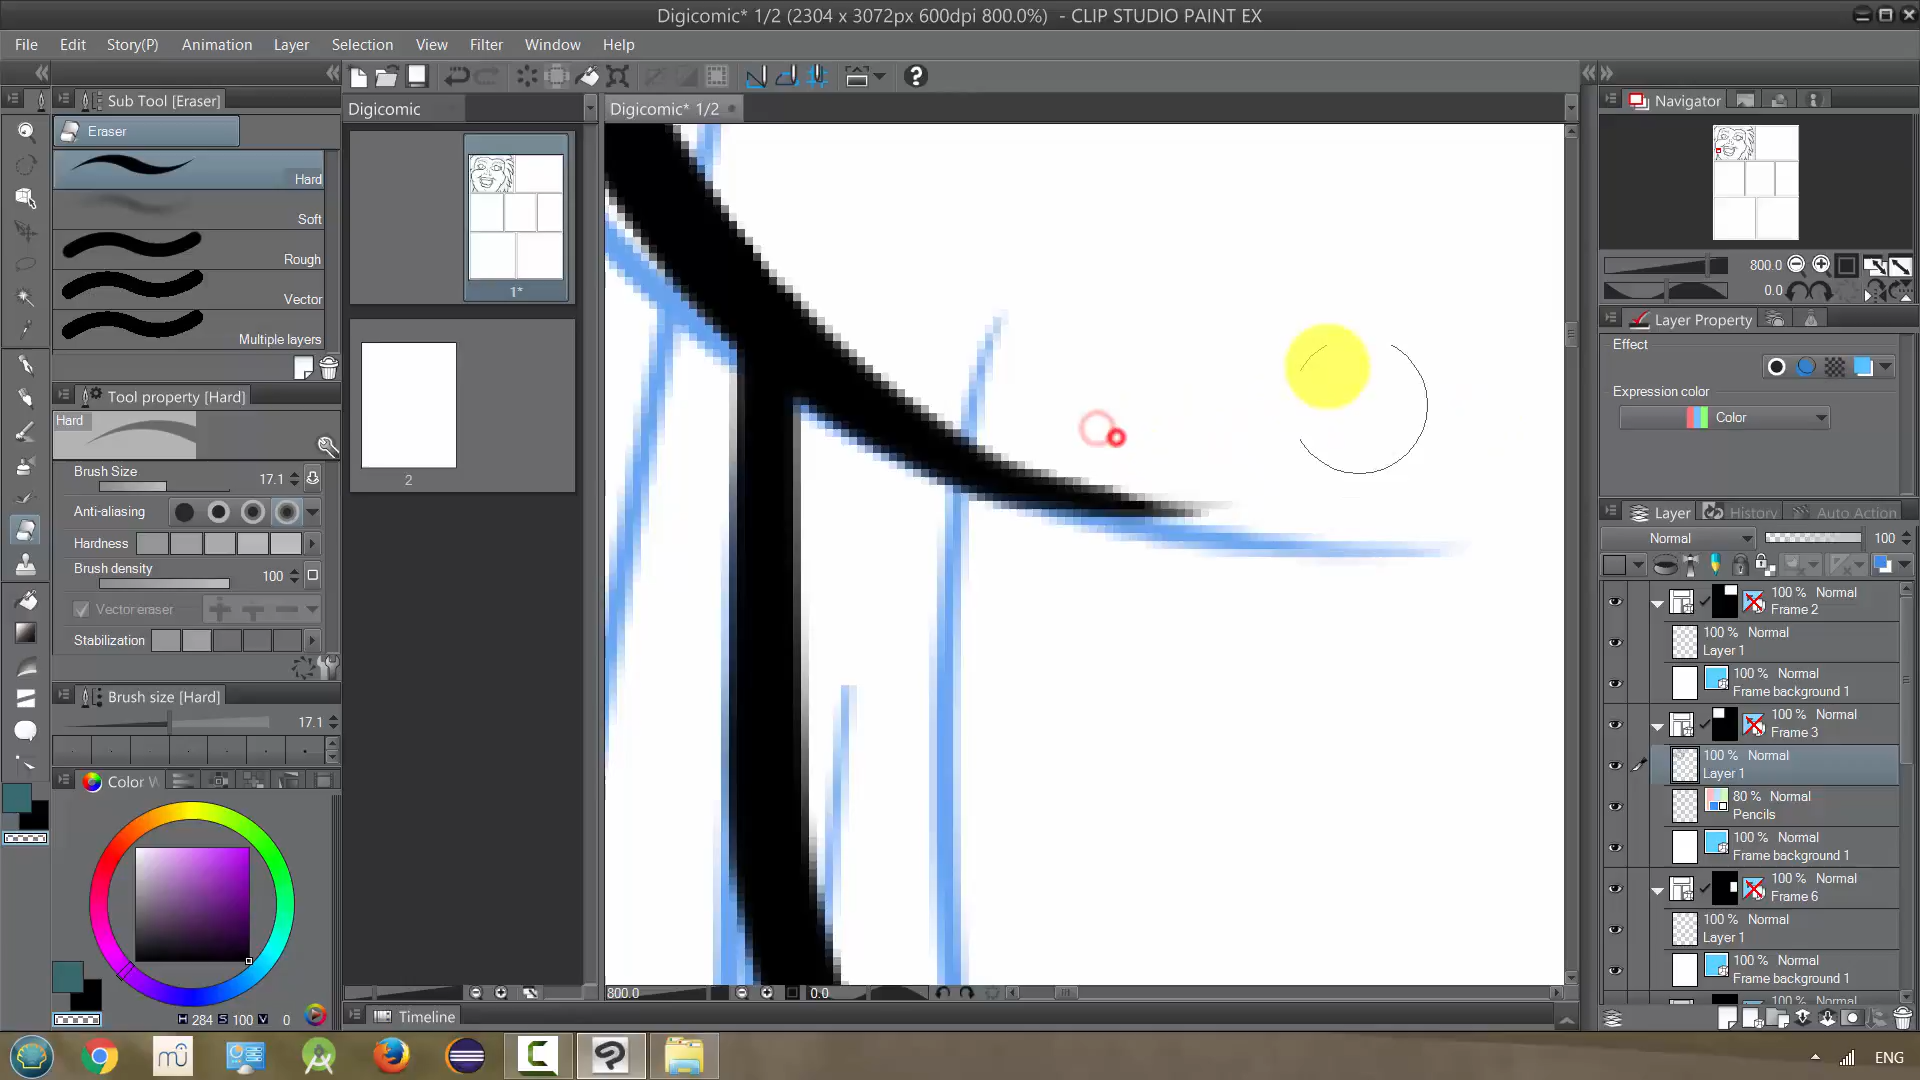 Digicomic* 1/2 (2304 x 3072px 600dpi 800.0%) - CLIP STUDIO PAINT EX
File Edit Story(P) Animation Layer Selection View Filter Window Help
Sub Tool [Eraser]
Eraser
Hard
Soft
Rough
Vector
Multiple layers
Tool property [Hard]
Hard
Brush Size 17.1
Anti-aliasing
Hardness
Brush density 100
Vector eraser
Stabilization
Brush size [Hard]
17.1
Color W
H 284 S 100 V 0
Digicomic
1*
2
Digicomic* 1/2
800.0 0.0
Timeline
Navigator
800.0
0.0
Layer Property
Effect
Expression color
Color
Layer History Auto Action
Normal 100
100 % Normal
Frame 2
100 % Normal
Layer 1
100 % Normal
Frame background 1
100 % Normal
Frame 3
100 % Normal
Layer 1
80 % Normal
Pencils
100 % Normal
Frame background 1
100 % Normal
Frame 6
100 % Normal
Layer 1
100 % Normal
Frame background 1
100 % Normal
ENG